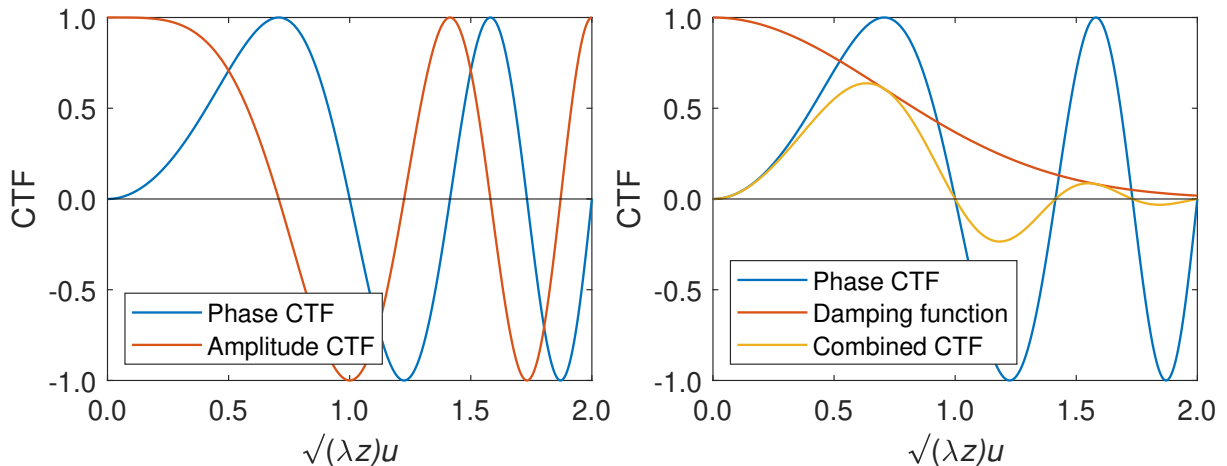 CTF
1.0
0.5
0.0
-0.5
-1.0
0.0 0.5 1.0 1.5 2.0
√(λz)u
Phase CTF
Amplitude CTF
CTF
1.0
0.5
0.0
-0.5
-1.0
0.0 0.5 1.0 1.5 2.0
√(λz)u
Phase CTF
Damping function
Combined CTF